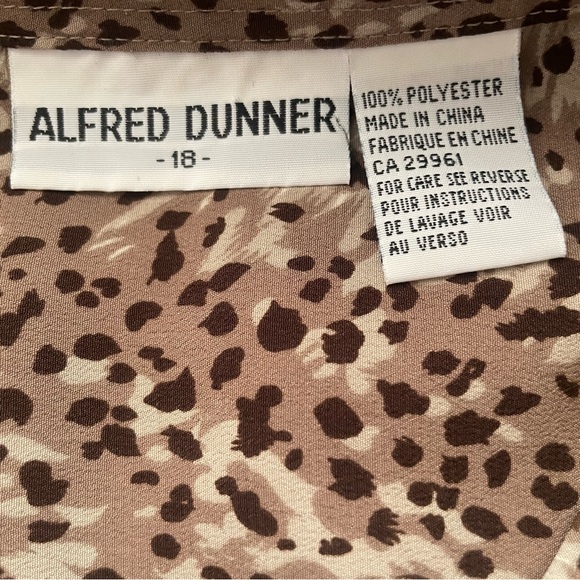 ALFRED DUNNER
- 18 -
100% POLYESTER
MADE IN CHINA
FABRIQUE EN CHINE
CA 29961
FOR CARE SEE REVERSE
POUR INSTRUCTIONS
DE LAVAGE VOIR
AU VERSO